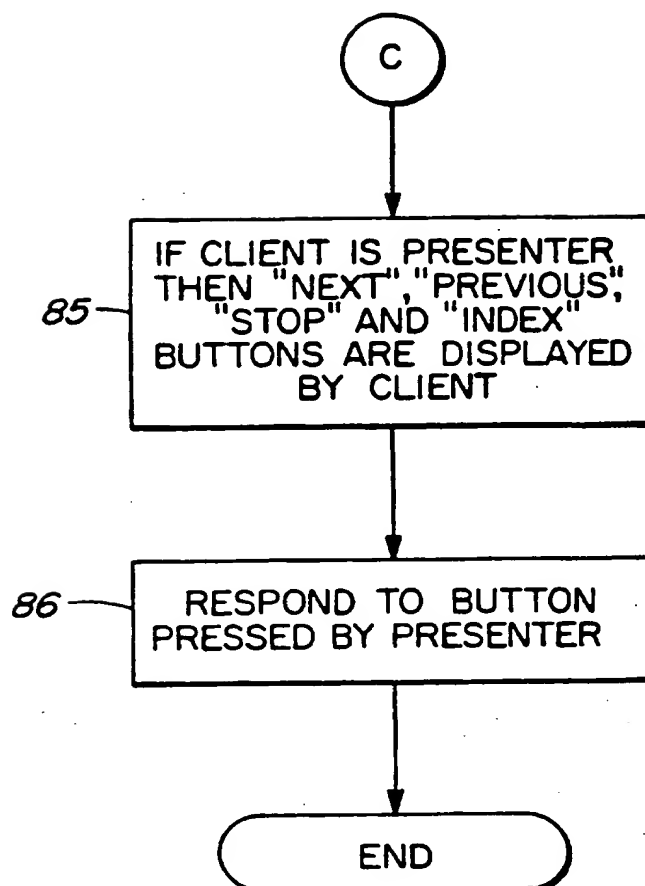 C
IF CLIENT IS PRESENTER
THEN "NEXT", "PREVIOUS",
"STOP" AND "INDEX"
BUTTONS ARE DISPLAYED
BY CLIENT
85
RESPOND TO BUTTON
PRESSED BY PRESENTER
86
END